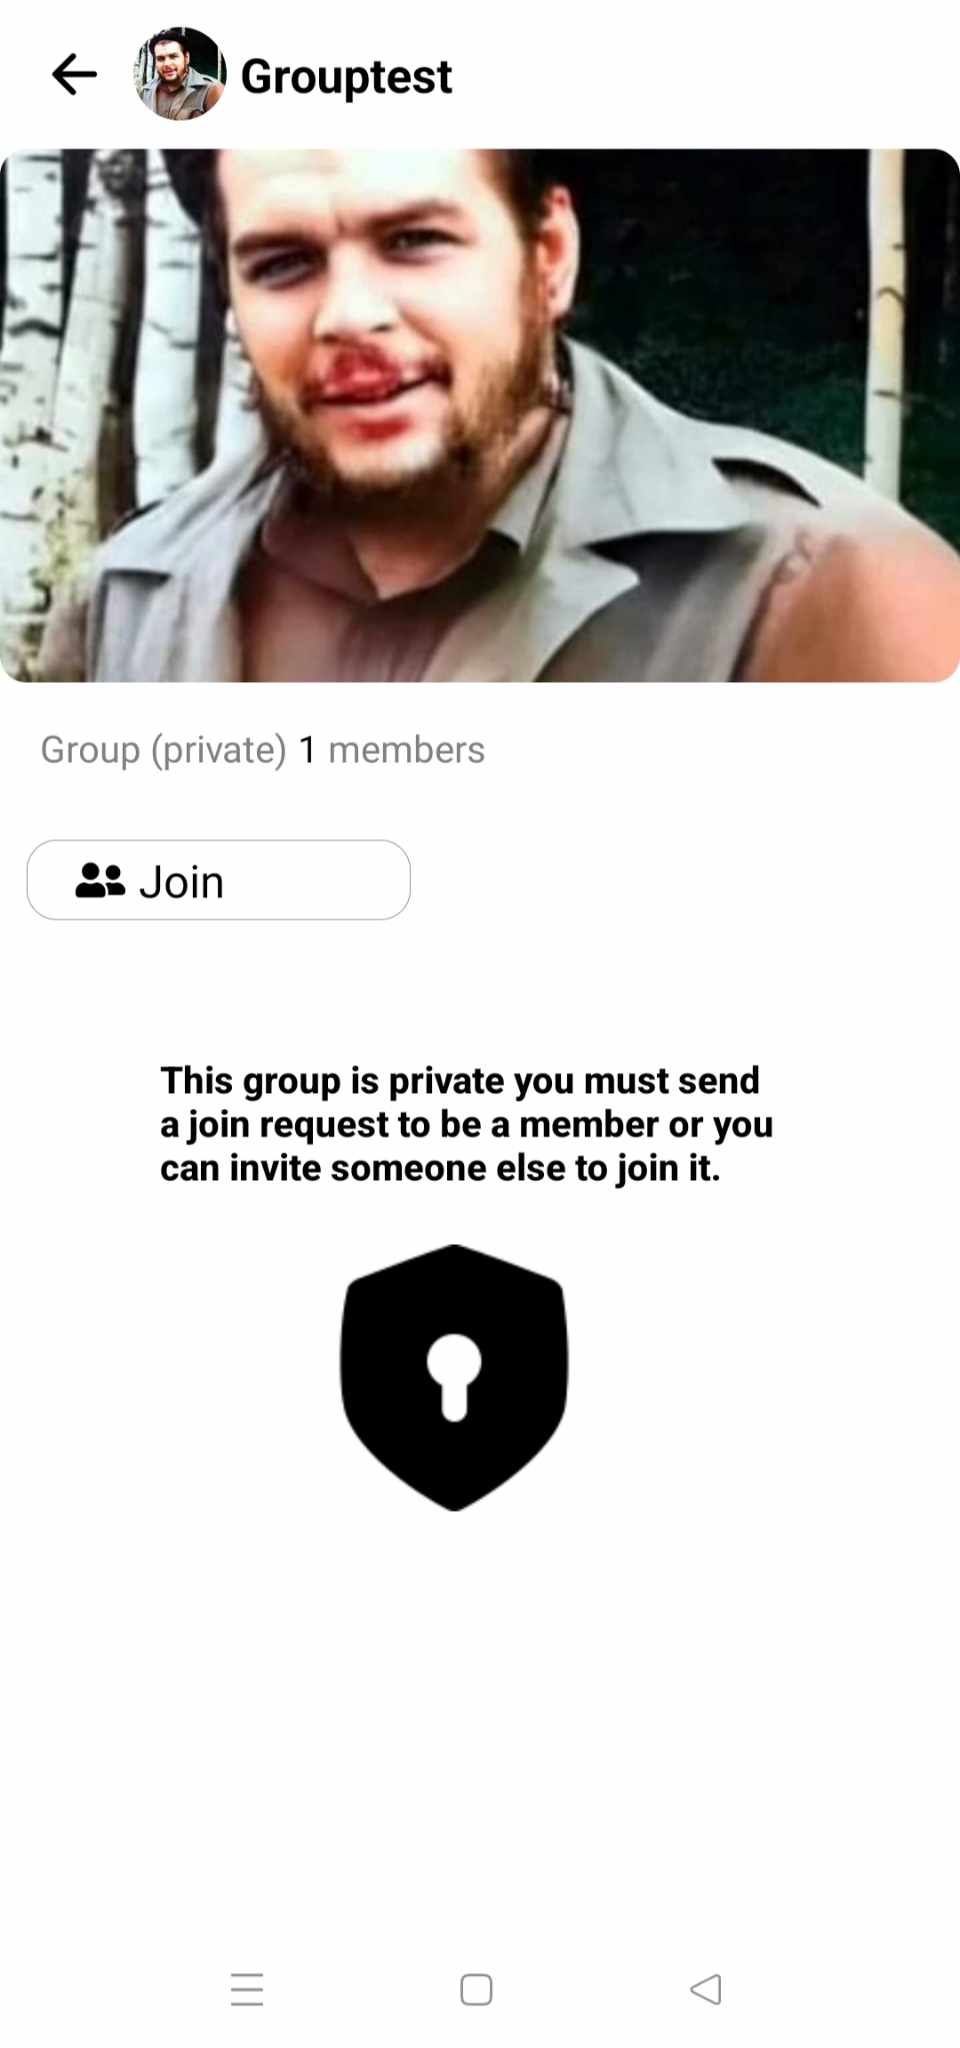 Grouptest
Group (private) 1 members
Join
This group is private you must send
a join request to be a member or you
can invite someone else to join it.